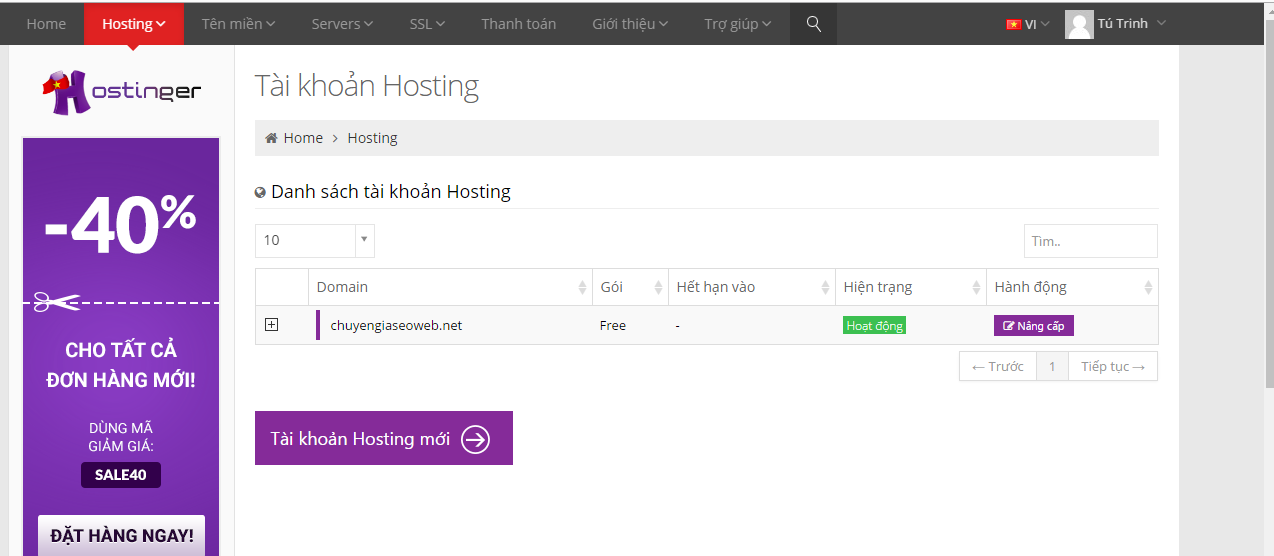 Home Hosting Tên miền Servers SSL Thanh toán Giới thiệu Trợ giúp VI Tú Trinh
Hostinger
-40%
CHO TẤT CẢ
ĐƠN HÀNG MỚI!
DÙNG MÃ
GIẢM GIÁ:
SALE40
ĐẶT HÀNG NGAY!
Tài khoản Hosting
Home > Hosting
Danh sách tài khoản Hosting
10 Tìm..
Domain Gói Hết hạn vào Hiện trạng Hành động
chuyengiaseoweb.net Free - Hoạt động Nâng cấp
← Trước 1 Tiếp tục →
Tài khoản Hosting mới